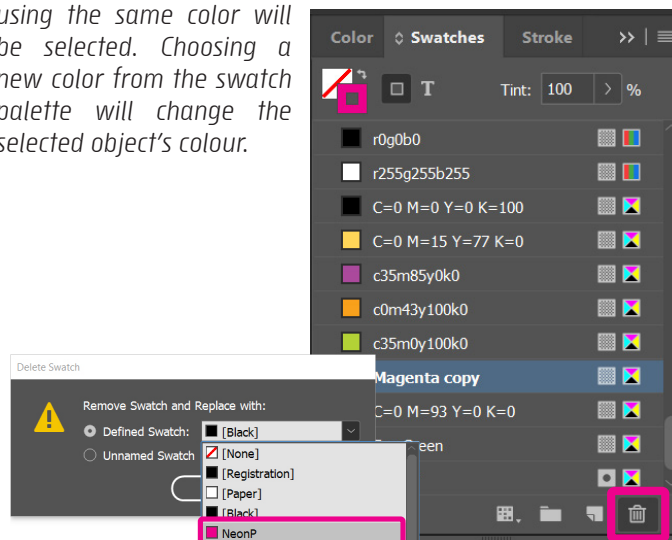 using the same color will
be selected. Choosing a
new color from the swatch
palette will change the
selected object's colour.
Color Swatches Stroke
T Tint: 100 > %
r0g0b0
r255g255b255
C=0 M=0 Y=0 K=100
C=0 M=15 Y=77 K=0
c35m85y0k0
c0m43y100k0
c35m0y100k0
Magenta copy
C=0 M=93 Y=0 K=0
een
Delete Swatch
Remove Swatch and Replace with:
Defined Swatch: [Black]
Unnamed Swatch
[None]
[Registration]
[Paper]
[Black]
NeonP